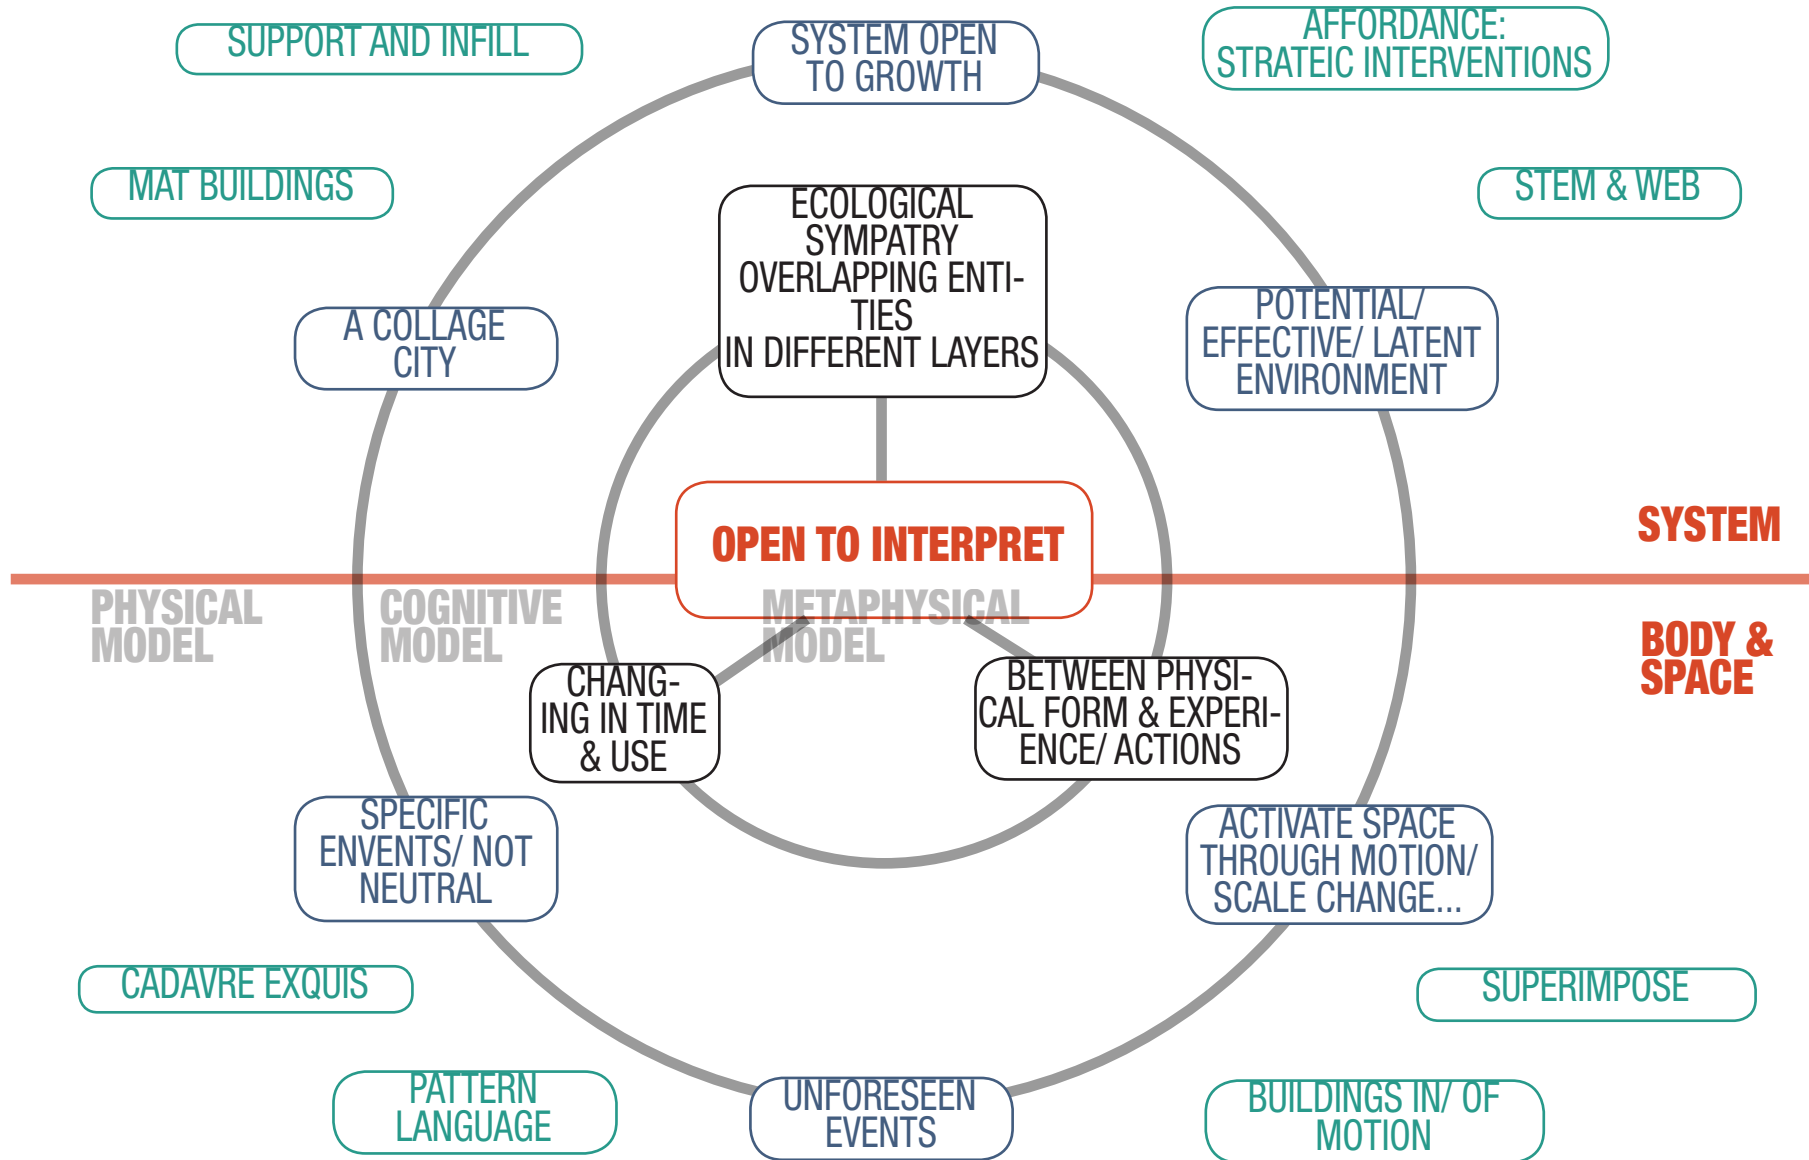 SUPPORT AND INFILL
SYSTEM OPEN
TO GROWTH
AFFORDANCE:
STRATEIC INTERVENTIONS
MAT BUILDINGS
STEM & WEB
ECOLOGICAL
SYMPATRY
OVERLAPPING ENTI-
TIES
IN DIFFERENT LAYERS
A COLLAGE
CITY
POTENTIAL/
EFFECTIVE/ LATENT
ENVIRONMENT
OPEN TO INTERPRET
SYSTEM
PHYSICAL
MODEL
COGNITIVE
MODEL
METAPHYSICAL
MODEL
BODY &
SPACE
CHANG-
ING IN TIME
& USE
BETWEEN PHYSI-
CAL FORM & EXPERI-
ENCE/ ACTIONS
SPECIFIC
ENVENTS/ NOT
NEUTRAL
ACTIVATE SPACE
THROUGH MOTION/
SCALE CHANGE...
CADAVRE EXQUIS
SUPERIMPOSE
PATTERN
LANGUAGE
UNFORESEEN
EVENTS
BUILDINGS IN/ OF
MOTION